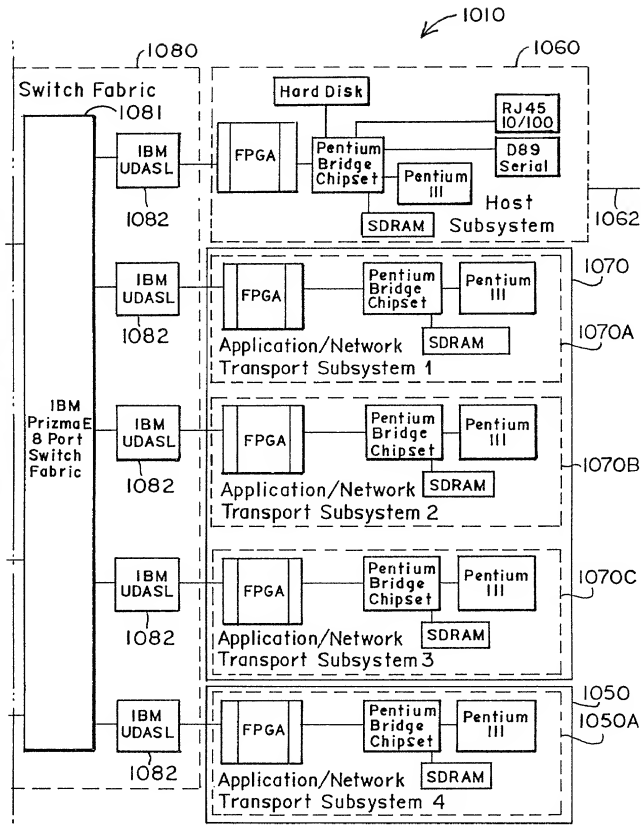 1010
1080
1060
Switch Fabric
1081
Hard Disk
RJ45
10/100
IBM
UDASL
FPGA
Pentium
Bridge
Chipset
D89
Serial
Pentium
III
1082
SDRAM
Host
Subsystem
1062
IBM
UDASL
FPGA
Pentium
Bridge
Chipset
Pentium
III
1070
1082
SDRAM
1070A
Application/Network
Transport Subsystem 1
IBM
PrizmaE
8 Port
Switch
Fabric
IBM
UDASL
FPGA
Pentium
Bridge
Chipset
Pentium
III
1070B
1082
SDRAM
Application/Network
Transport Subsystem 2
IBM
UDASL
FPGA
Pentium
Bridge
Chipset
Pentium
III
1070C
1082
SDRAM
Application/Network
Transport Subsystem 3
IBM
UDASL
FPGA
Pentium
Bridge
Chipset
Pentium
III
1050
1050A
1082
SDRAM
Application/Network
Transport Subsystem 4